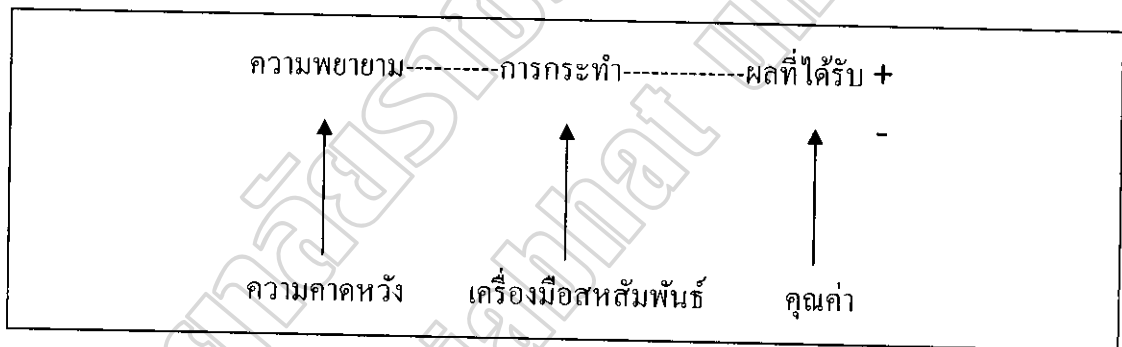 ความพยายาม----------การกระทำ-------------ผลที่ได้รับ +
-
ความคาดหวัง เครื่องมือสหสัมพันธ์ คุณค่า